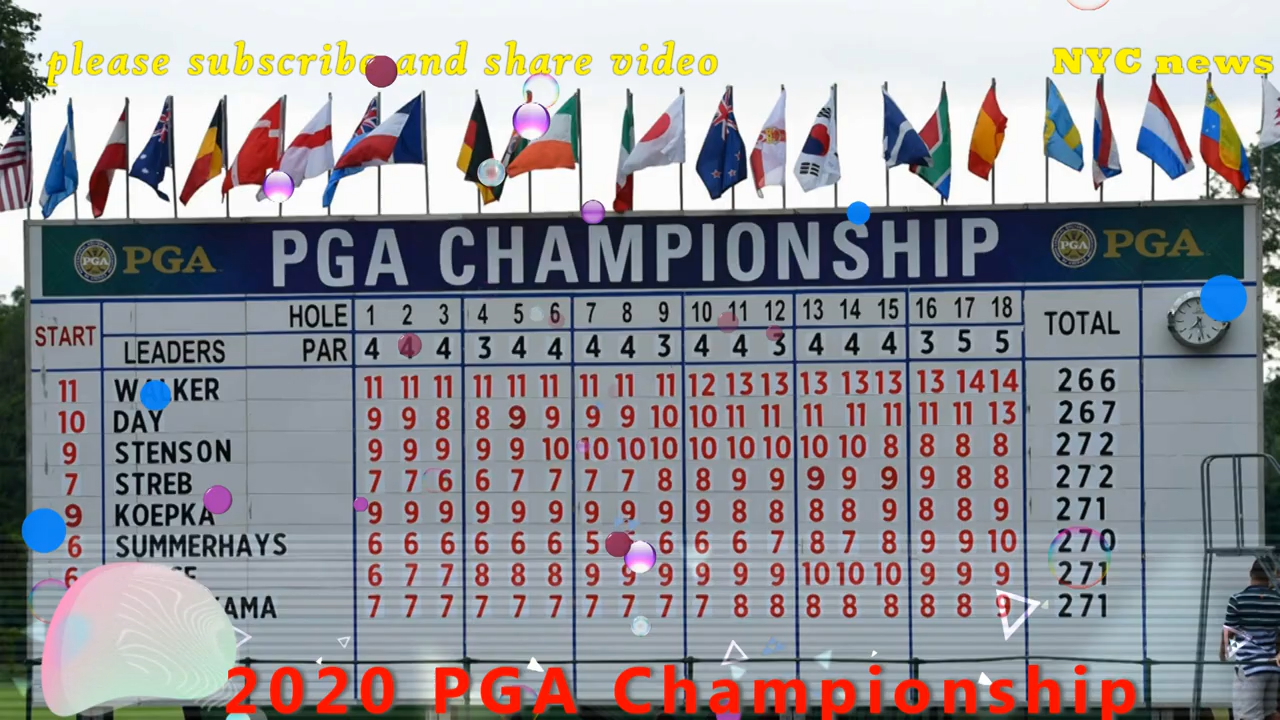 please subscribe and share video
NYC news
PGA PGA CHAMPIONSHIP PGA PGA
START HOLE 1 2 3 4 5 6 7 8 9 10 11 12 13 14 15 16 17 18 TOTAL
LEADERS PAR 4 4 4 3 4 4 4 4 3 4 4 3 4 4 4 3 5 5
11 WALKER 11 11 11 11 11 11 11 11 11 12 13 13 13 13 13 13 14 14 266
10 DAY 9 9 8 8 9 9 9 9 10 10 11 11 11 11 11 11 11 13 267
9 STENSON 9 9 9 9 9 10 10 10 10 10 10 10 10 10 8 8 8 8 272
7 STREB 7 7 6 6 7 7 7 7 8 8 9 9 9 9 9 9 8 8 272
9 KOEPKA 9 9 9 9 9 9 9 9 9 9 8 8 8 8 9 8 8 9 271
6 SUMMERHAYS 6 6 6 6 6 6 5 6 6 6 7 8 7 8 9 9 10 270
6 6 7 7 8 8 8 9 9 9 9 9 9 10 10 10 9 9 9 271
7 7 7 7 7 7 7 7 7 7 8 8 8 8 8 8 8 9 271
2020 PGA Championship